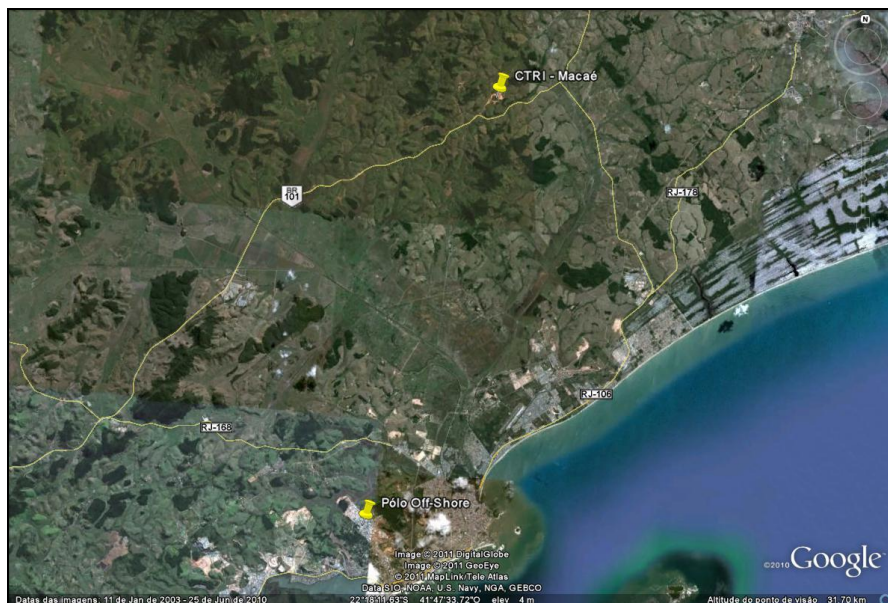 N
CTRI - Macaé
BR
101
RJ-178
RJ-106
RJ-168
Pólo Off-Shore
Image © 2011 DigitalGlobe
Image © 2011 GeoEye
© 2011 MapLink/Tele Atlas
Data SIO, NOAA, U.S. Navy, NGA, GEBCO
©2010 Google
Datas das imagens: 11 de Jan de 2003 - 25 de Jun de 2010
22°18'11.63"S 41°47'33.72"O elev 4 m
Altitude do ponto de visão 31.70 km